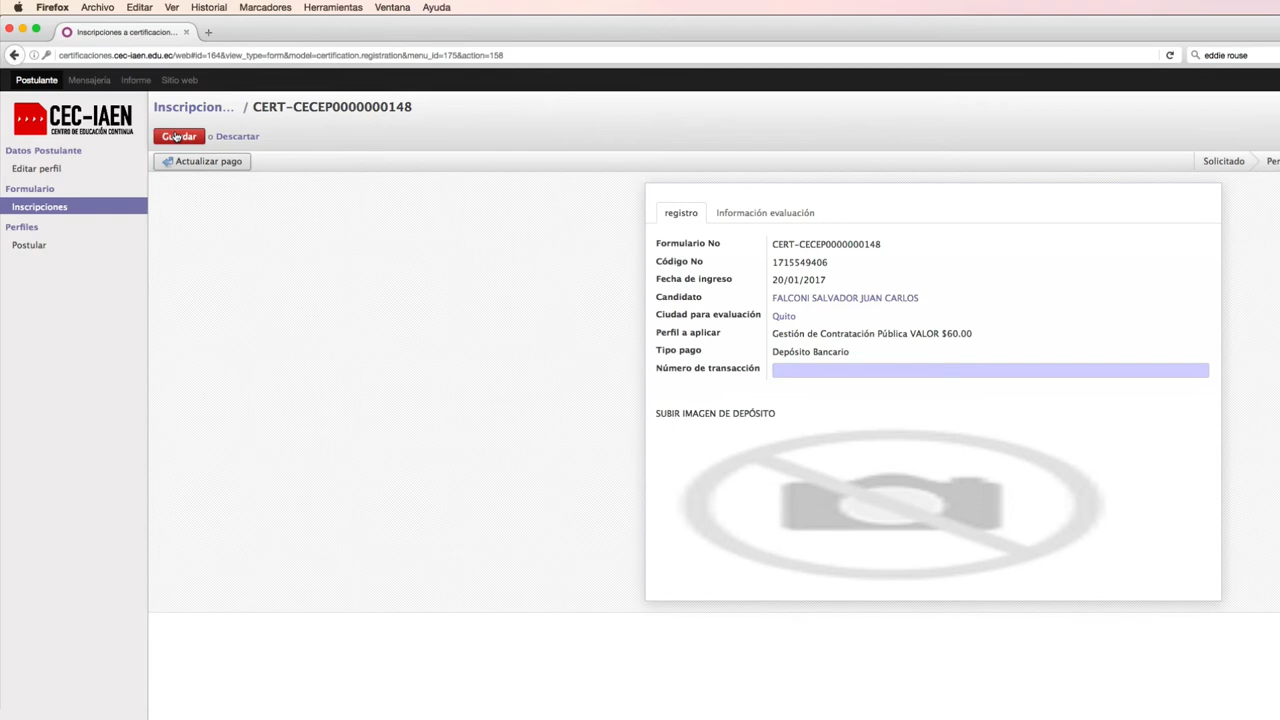 Firefox Archivo Editar Ver Historial Marcadores Herramientas Ventana Ayuda
Inscripciones a certificacion...
certificaciones.cec-iaen.edu.ec/web#id=164&view_type=form&model=certification.registration&menu_id=175&action=158
eddie rouse
Postulante Mensajería Informe Sitio web
CEC-IAEN
CENTRO DE EDUCACIÓN CONTINUA
Datos Postulante
Editar perfil
Formulario
Inscripciones
Perfiles
Postular
Inscripcion... / CERT-CECEP0000000148
Guardar o Descartar
Actualizar pago
Solicitado Per
registro Información evaluación
Formulario No CERT-CECEP0000000148
Código No 1715549406
Fecha de ingreso 20/01/2017
Candidato FALCONI SALVADOR JUAN CARLOS
Ciudad para evaluación Quito
Perfil a aplicar Gestión de Contratación Pública VALOR $60.00
Tipo pago Depósito Bancario
Número de transacción
SUBIR IMAGEN DE DEPÓSITO